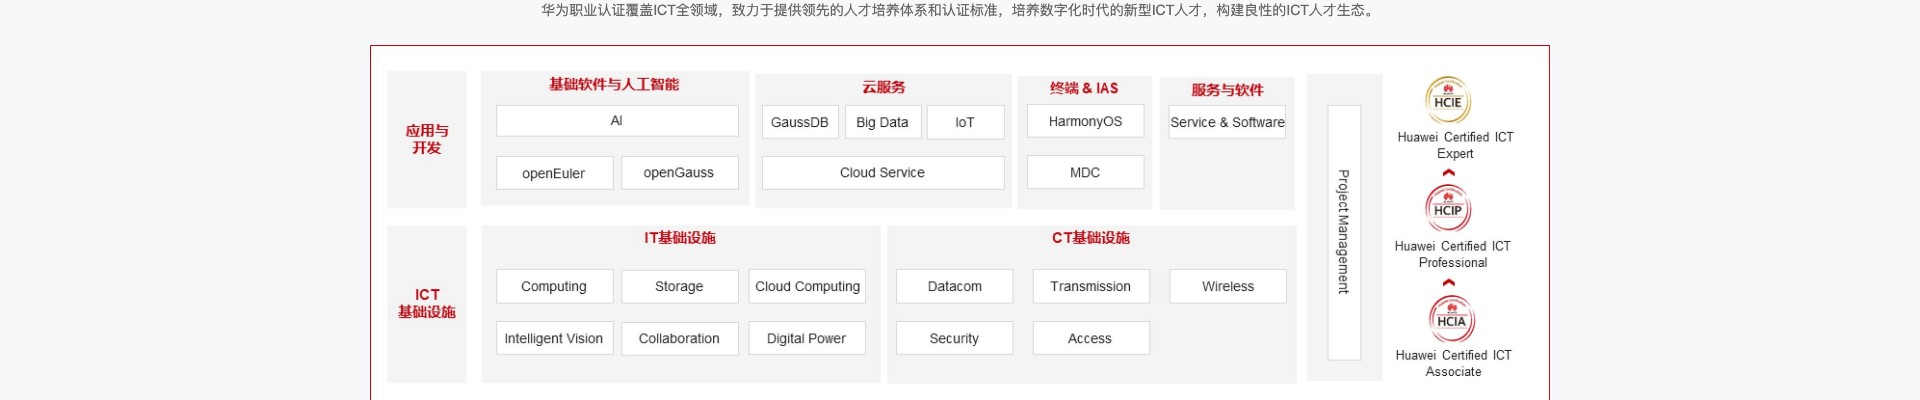 华为职业认证覆盖ICT全领域，致力于提供领先的人才培养体系和认证标准，培养数字化时代的新型ICT人才，构建良性的ICT人才生态。
应用与
开发
基础软件与人工智能
AI
openEuler
openGauss
云服务
GaussDB
Big Data
IoT
Cloud Service
终端 & IAS
HarmonyOS
MDC
服务与软件
Service & Software
ICT
基础设施
IT基础设施
Computing
Storage
Cloud Computing
Intelligent Vision
Collaboration
Digital Power
CT基础设施
Datacom
Transmission
Wireless
Security
Access
Project Management
HCIE
Huawei Certified ICT
Expert
HCIP
Huawei Certified ICT
Professional
HCIA
Huawei Certified ICT
Associate